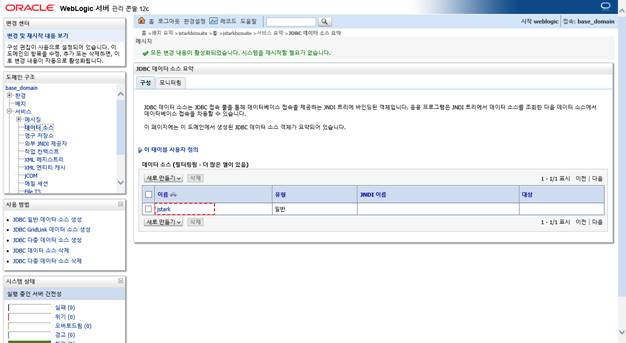 ORACLE WebLogic 서버 관리 콘솔 12c
변경 센터
변경 및 재시작 내용 보기
구성 편집이 사용으로 설정되어 있습니다. 이
도메인의 항목을 수정, 추가 또는 삭제하면, 이
후 변경 내용이 자동으로 활성화됩니다.
도메인 구조
base_domain
환경
배치
서비스
메시징
데이터 소스
영구 저장소
외부 JNDI 제공자
작업 컨텍스트
XML 레지스트리
XML 엔티티 캐시
jCOM
메일 세션
File T3
사용 방법
JDBC 일반 데이터 소스 생성
JDBC GridLink 데이터 소스 생성
JDBC 다중 데이터 소스 생성
JDBC 데이터 소스 삭제
JDBC 다중 데이터 소스 삭제
시스템 상태
실행 중인 서버 건전성
실패 (0)
위기 (0)
오버로드됨 (0)
경고 (0)
홈 로그아웃 환경설정 레코드 도움말
시작 weblogic 접속: base_domain
홈 >배치 요약 >jstarkbosuite >홈 >jstarkbosuite >서비스 요약 >JDBC 데이터 소스 요약
메시지
모든 변경 내용이 활성화되었습니다. 시스템을 재시작할 필요가 없습니다.
JDBC 데이터 소스 요약
구성 모니터링
JDBC 데이터 소스는 JDBC 접속 풀을 통해 데이터베이스 접속을 제공하는 JNDI 트리에 바인딩된 객체입니다. 응용 프로그램은 JNDI 트리에서 데이터 소스를 조회한 다음 데이터 소스에서
데이터베이스 접속을 차용할 수 있습니다.
이 페이지에는 이 도메인에서 생성된 JDBC 데이터 소스 객체가 요약되어 있습니다.
이 테이블 사용자 정의
데이터 소스 (필터링됨 - 더 많은 열이 있음)
새로 만들기 삭제 1 - 1/1 표시 이전 | 다음
이름 유형 JNDI 이름 대상
jstark 일반
새로 만들기 삭제 1 - 1/1 표시 이전 | 다음